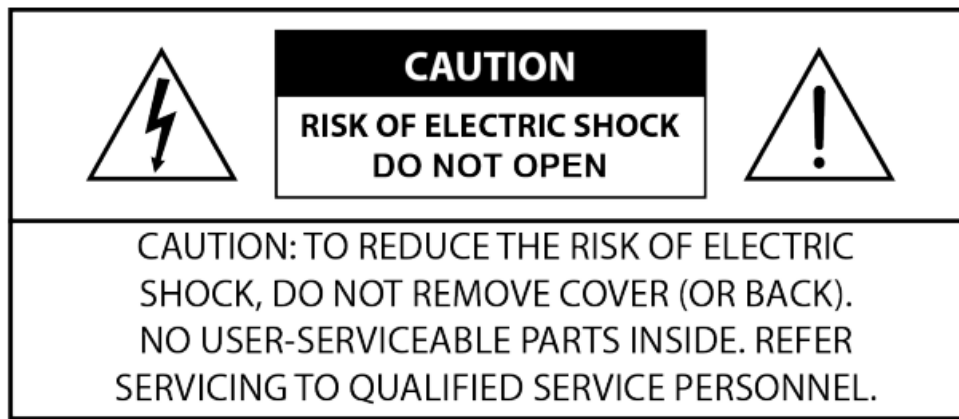 CAUTION
RISK OF ELECTRIC SHOCK
DO NOT OPEN
CAUTION: TO REDUCE THE RISK OF ELECTRIC
SHOCK, DO NOT REMOVE COVER (OR BACK).
NO USER-SERVICEABLE PARTS INSIDE. REFER
SERVICING TO QUALIFIED SERVICE PERSONNEL.